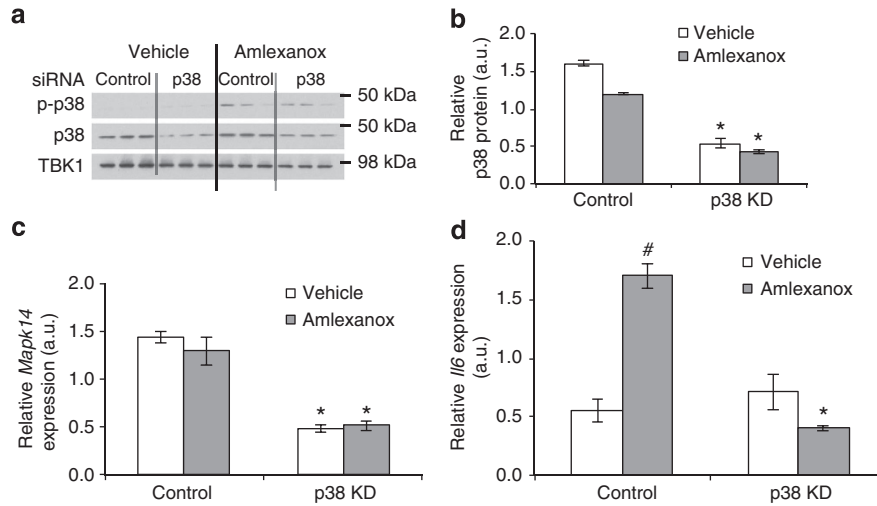 a
Vehicle Amlexanox
siRNA Control p38 Control p38
p-p38
50 kDa
p38
50 kDa
TBK1
98 kDa
b
Relative
p38 protein (a.u.)
2.0
1.5
1.0
0.5
0.0
Vehicle
Amlexanox
* *
Control p38 KD
c
Relative Mapk14
expression (a.u.)
2.0
1.5
1.0
0.5
0.0
Vehicle
Amlexanox
* *
Control p38 KD
d
Relative Il6 expression
(a.u.)
2.0
1.5
1.0
0.5
0.0
#
Vehicle
Amlexanox
*
Control p38 KD